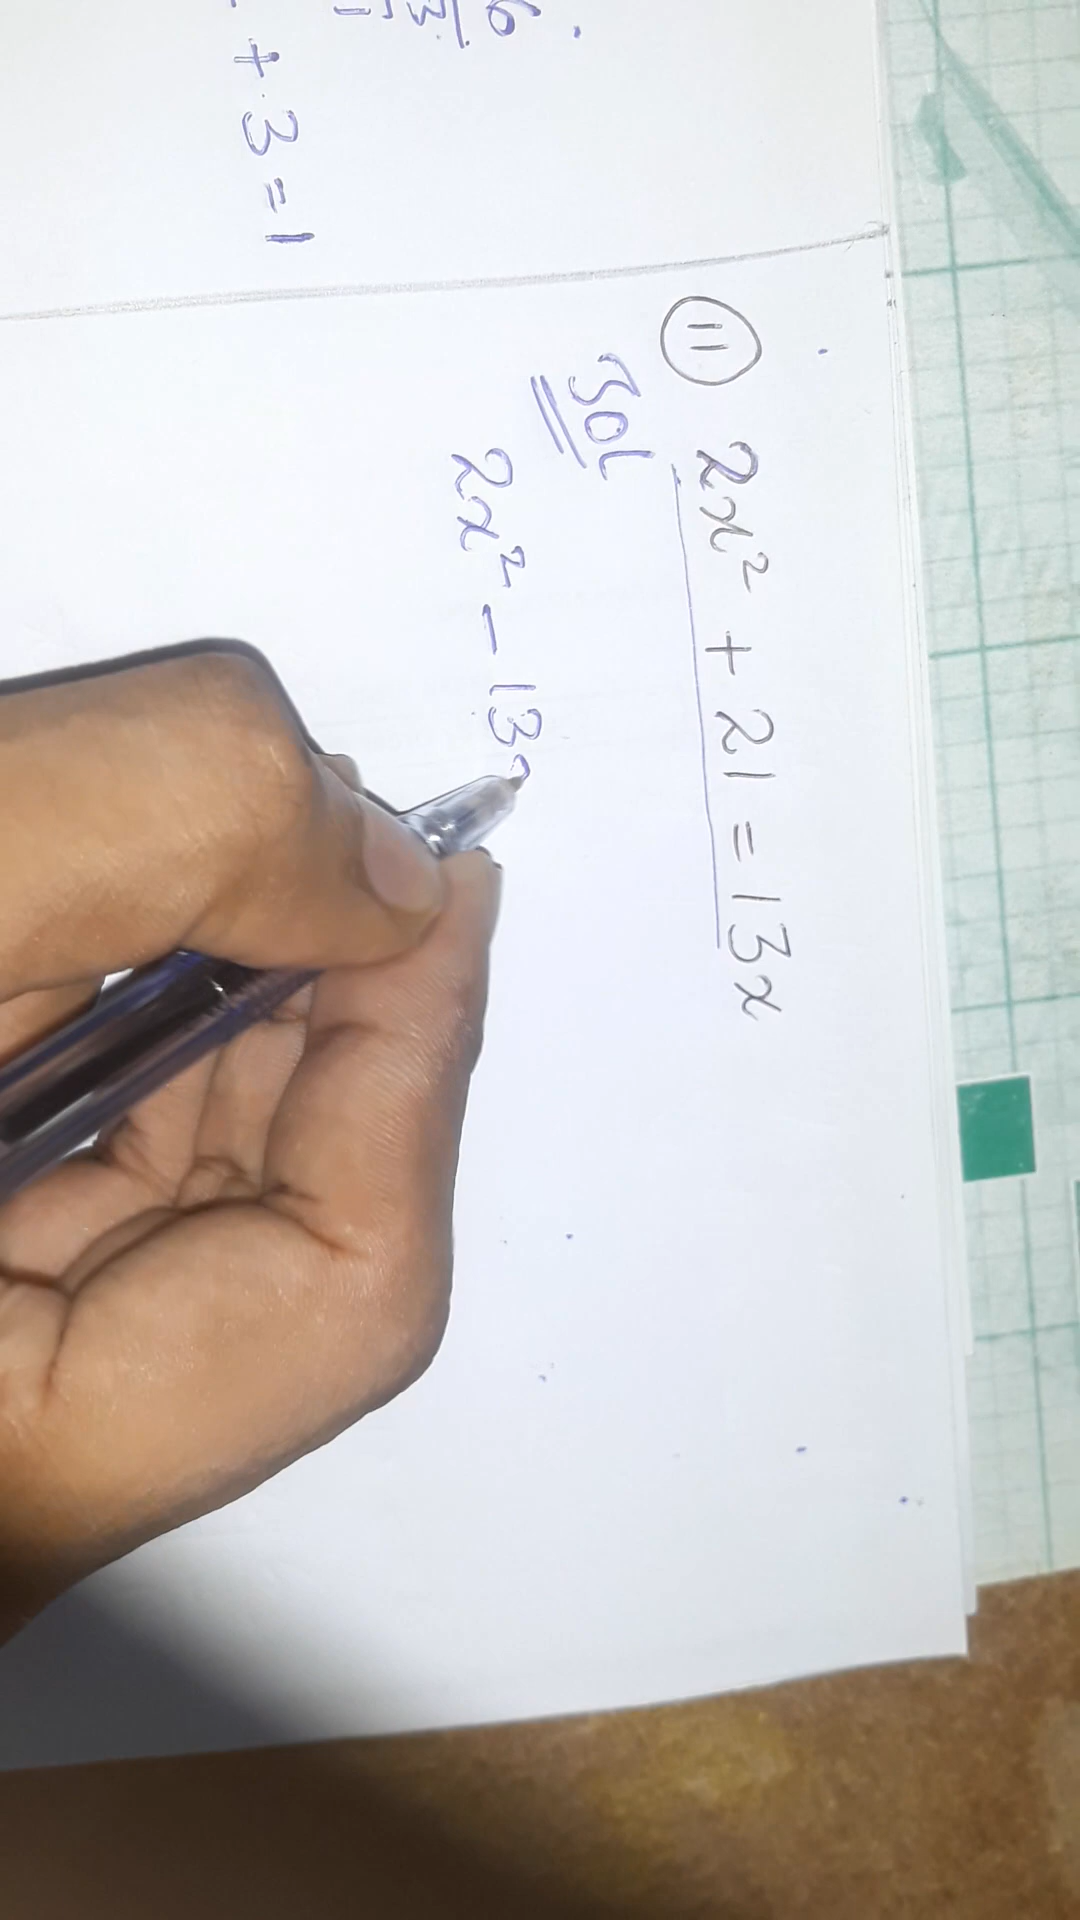 + 3 = 1
11 2x² + 21 = 13x
Sol
2x² - 13